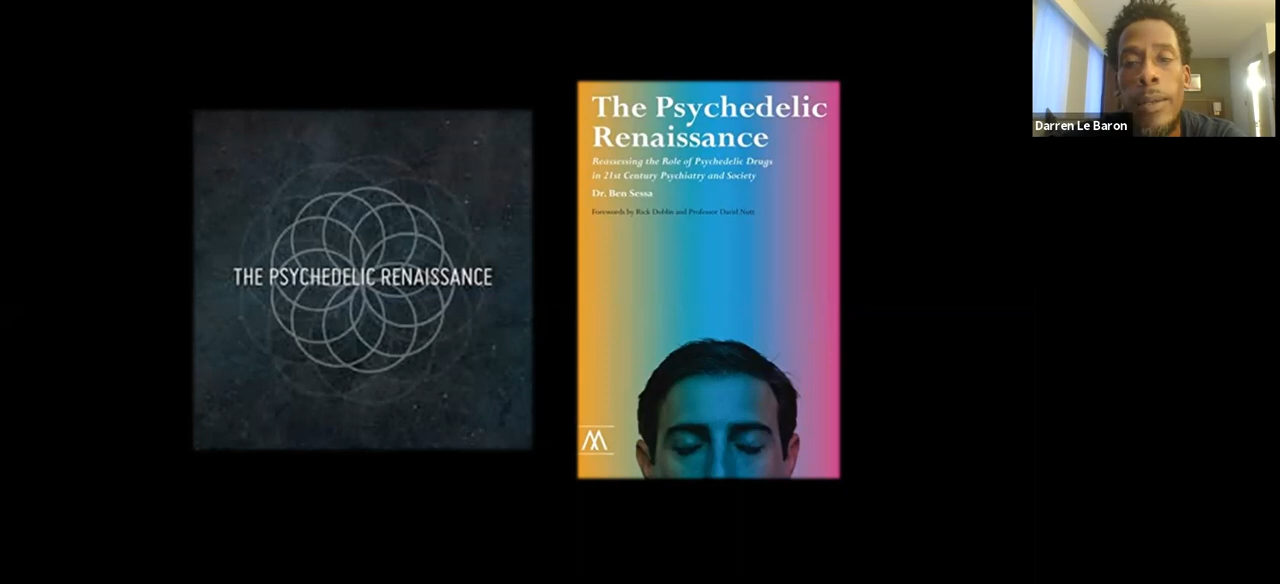 THE PSYCHEDELIC RENAISSANCE
The Psychedelic
Renaissance
Reassessing the Role of Psychedelic Drugs
in 21st Century Psychiatry and Society
Dr. Ben Sessa
Forewords by Rick Doblin and Professor David Nutt
Darren Le Baron